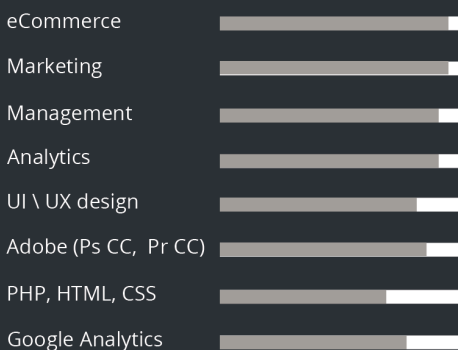 eCommerce
Marketing
Management
Analytics
UI \ UX design
Adobe (Ps CC,  Pr CC)
PHP, HTML, CSS
Google Analytics